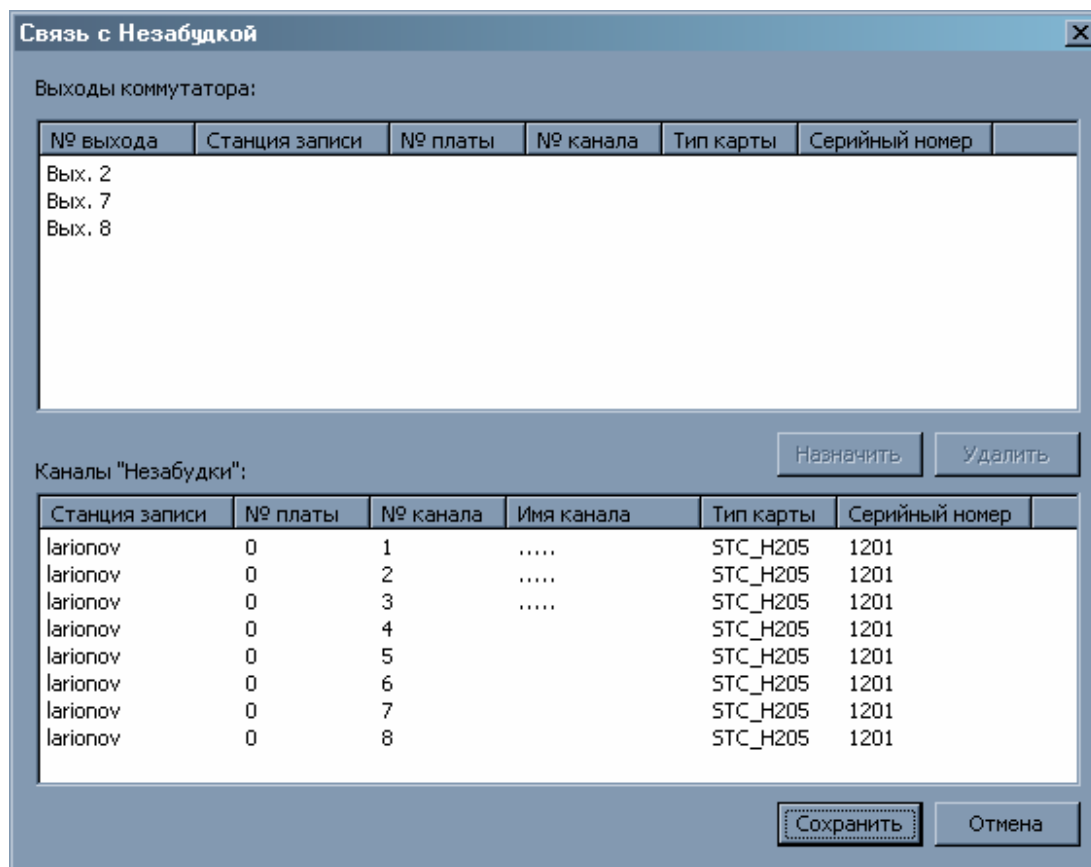 Связь с Незабудкой
Выходы коммутатора:
№ выхода Станция записи № платы № канала Тип карты Серийный номер
Вых. 2
Вых. 7
Вых. 8
Назначить Удалить
Каналы "Незабудки":
Станция записи № платы № канала Имя канала Тип карты Серийный номер
larionov 0 1 ..... STC_H205 1201
larionov 0 2 ..... STC_H205 1201
larionov 0 3 ..... STC_H205 1201
larionov 0 4 STC_H205 1201
larionov 0 5 STC_H205 1201
larionov 0 6 STC_H205 1201
larionov 0 7 STC_H205 1201
larionov 0 8 STC_H205 1201
Сохранить Отмена